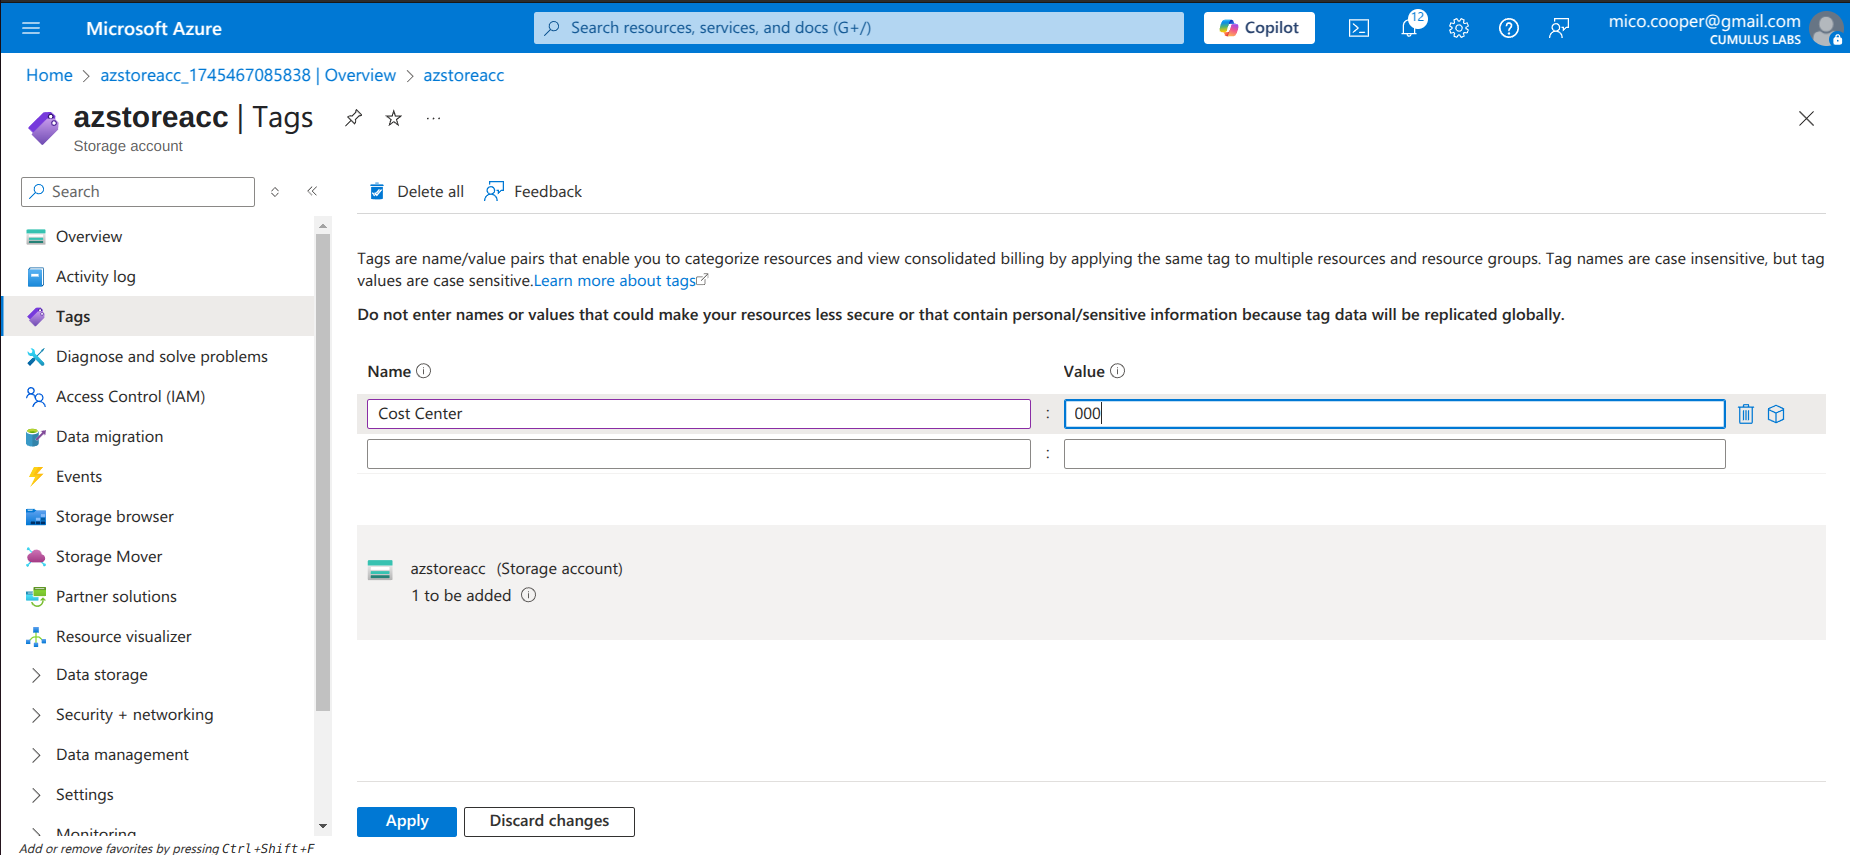 Microsoft Azure
Search resources, services, and docs (G+/)
Copilot
12
mico.cooper@gmail.com
CUMULUS LABS
Home > azstoreacc_1745467085838 | Overview > azstoreacc
azstoreacc | Tags
Storage account
Search
Delete all
Feedback
Overview
Activity log
Tags
Diagnose and solve problems
Access Control (IAM)
Data migration
Events
Storage browser
Storage Mover
Partner solutions
Resource visualizer
Data storage
Security + networking
Data management
Settings
Monitoring
Add or remove favorites by pressing Ctrl+Shift+F
Tags are name/value pairs that enable you to categorize resources and view consolidated billing by applying the same tag to multiple resources and resource groups. Tag names are case insensitive, but tag
values are case sensitive.Learn more about tags
Do not enter names or values that could make your resources less secure or that contain personal/sensitive information because tag data will be replicated globally.
Name Value
Cost Center : 000
:
azstoreacc (Storage account)
1 to be added
Apply
Discard changes